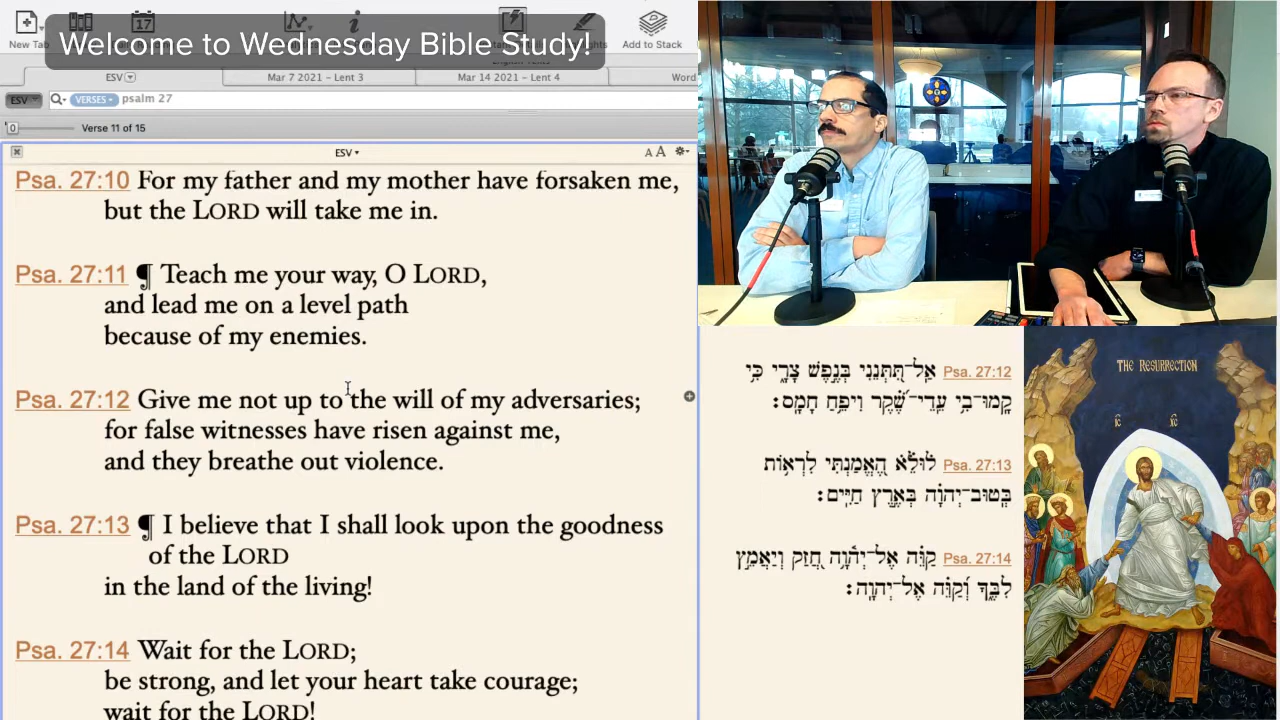 New Tab
17
Add to Stack
Welcome to Wednesday Bible Study!
ESV
Mar 7 2021 – Lent 3
Mar 14 2021 – Lent 4
Word
ESV
VERSES
psalm 27
0
Verse 11 of 15
ESV
A A
Psa. 27:10 For my father and my mother have forsaken me,
but the LORD will take me in.
Psa. 27:11 ¶ Teach me your way, O LORD,
and lead me on a level path
because of my enemies.
Psa. 27:12 Give me not up to the will of my adversaries;
for false witnesses have risen against me,
and they breathe out violence.
Psa. 27:13 ¶ I believe that I shall look upon the goodness
of the LORD
in the land of the living!
Psa. 27:14 Wait for the LORD;
be strong, and let your heart take courage;
wait for the LORD!
Psa. 27:12 אַֽל־תִּ֭תְּנֵנִי בְּנֶ֣פֶשׁ צָרָ֑י כִּ֥י
קָֽמוּ־בִ֥י עֵֽדֵי־שֶׁ֝֗קֶר וִיפֵ֥חַ חָמָֽס׃
Psa. 27:13 לׅׄוּלֵׅׄ֗אׅׄ הֶ֭אֱמַנְתִּי לִרְא֥וֹת
בְּֽטוּב־יְהוָ֗ה בְּאֶ֣רֶץ חַיִּֽים׃
Psa. 27:14 קַוֵּ֗ה אֶל־יְה֫וָ֥ה חֲ֭זַק וְיַאֲמֵ֣ץ
לִבֶּ֑ךָ וְ֝קַוֵּ֗ה אֶל־יְהוָֽה׃
THE RESURRECTION
IC XC